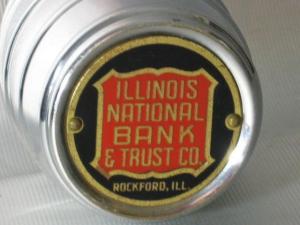 ILLINOIS
NATIONAL
BANK
& TRUST CO.
ROCKFORD, ILL.